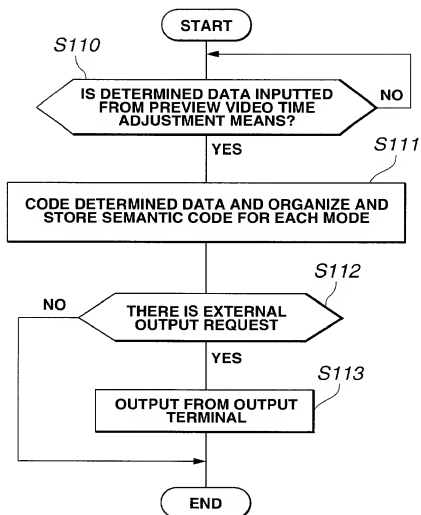 START
S110
IS DETERMINED DATA INPUTTED
FROM PREVIEW VIDEO TIME
ADJUSTMENT MEANS?
NO
YES
S111
CODE DETERMINED DATA AND ORGANIZE AND
STORE SEMANTIC CODE FOR EACH MODE
S112
NO
THERE IS EXTERNAL
OUTPUT REQUEST
YES
S113
OUTPUT FROM OUTPUT
TERMINAL
END